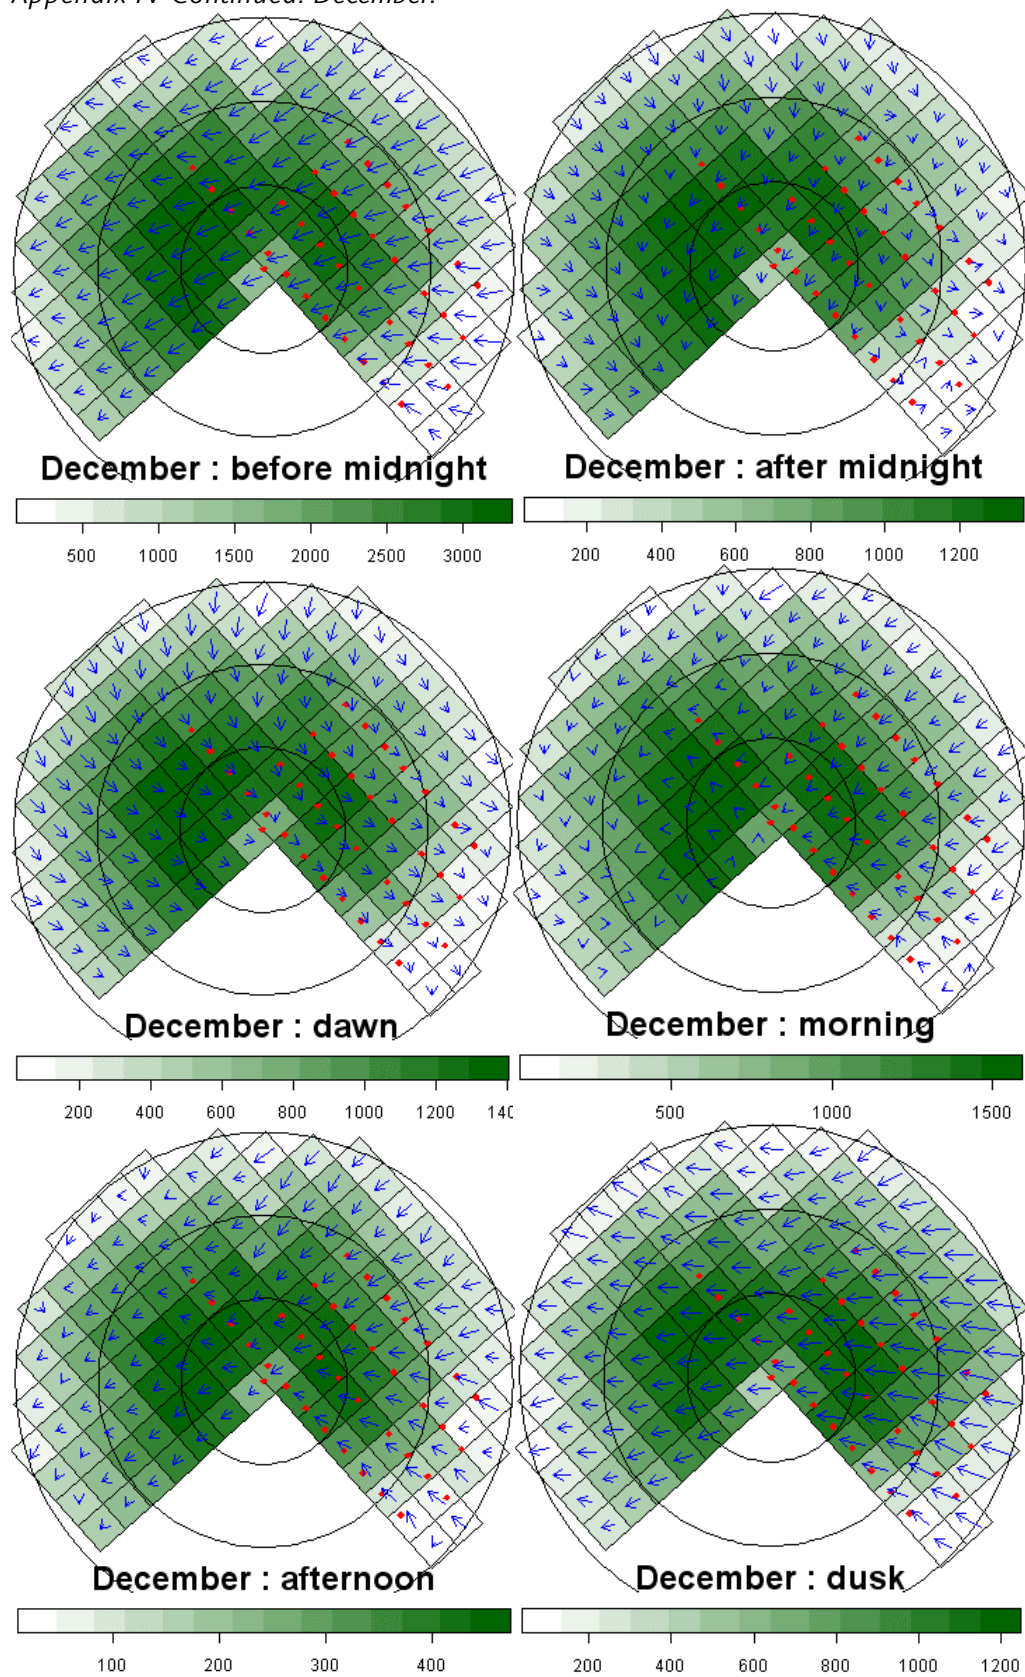 Appendix IV Continued. December.
December : before midnight
December : after midnight
500 1000 1500 2000 2500 3000
200 400 600 800 1000 1200
December : dawn
December : morning
200 400 600 800 1000 1200 140
500 1000 1500
December : afternoon
December : dusk
100 200 300 400
200 400 600 800 1000 1200